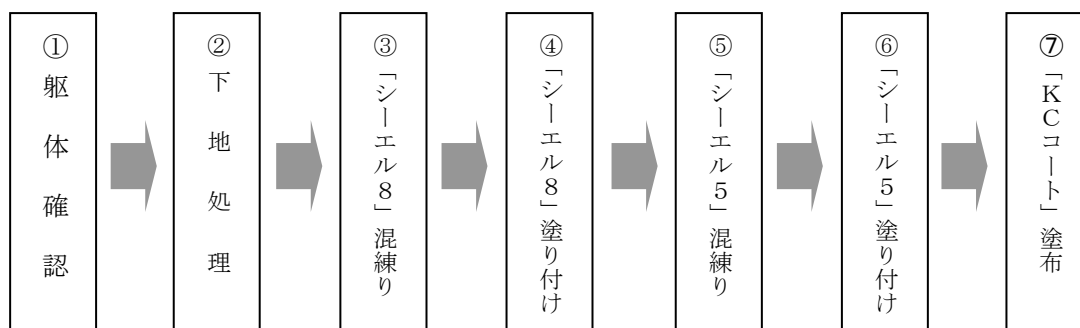 ①躯体確認
②下地処理
③「シーエル８」混練り
④「シーエル８」塗り付け
⑤「シーエル５」混練り
⑥「シーエル５」塗り付け
⑦「ＫＣコート」塗布